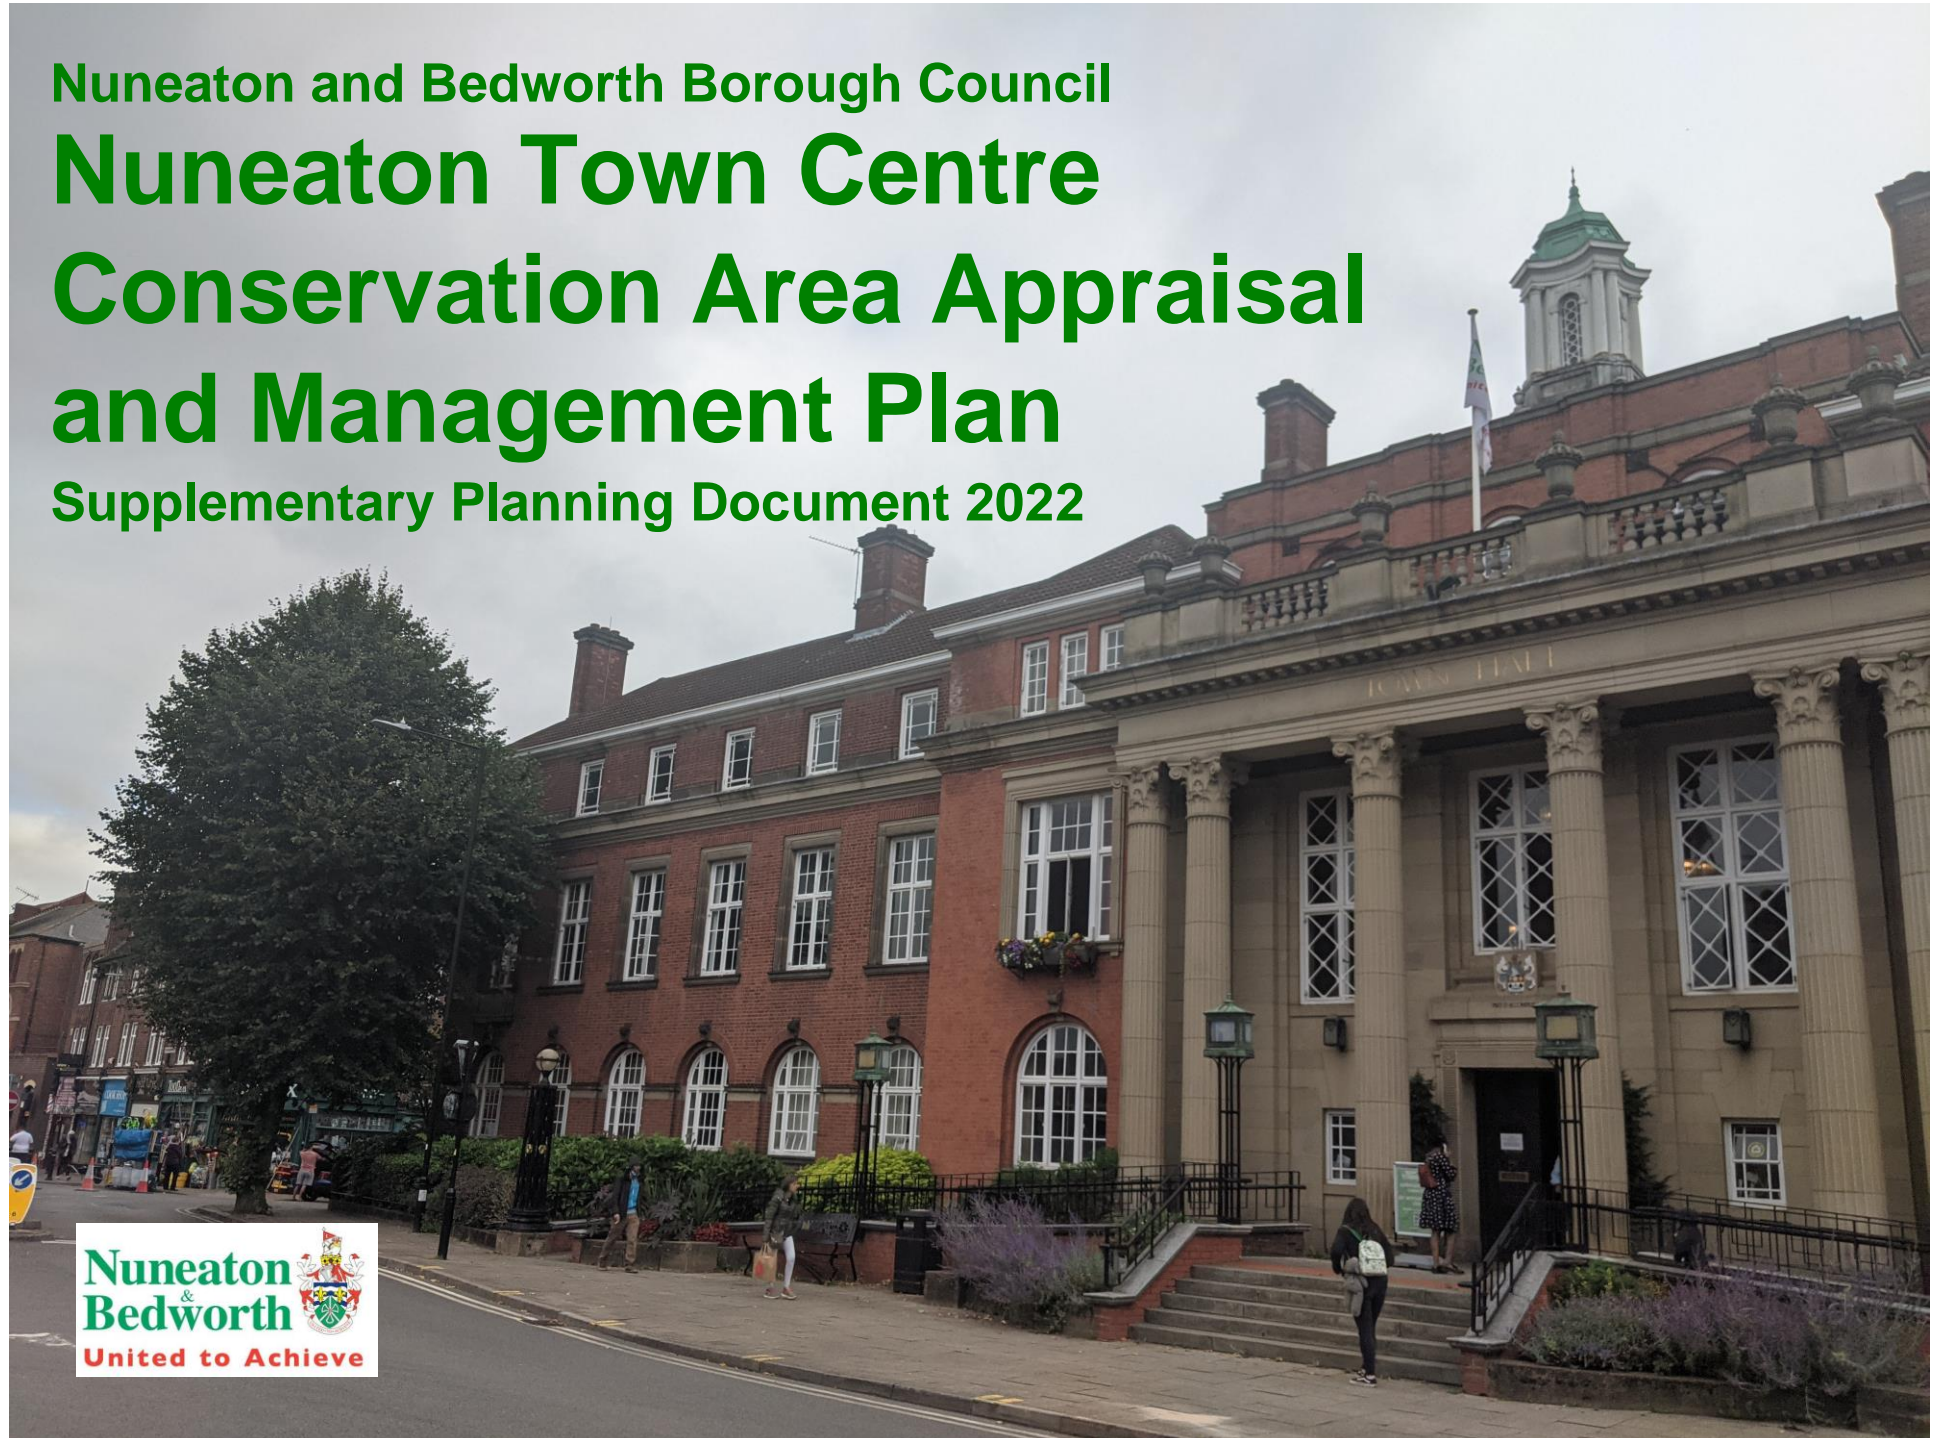 Nuneaton and Bedworth Borough Council
Nuneaton Town Centre
Conservation Area Appraisal
and Management Plan
Supplementary Planning Document 2022
TOWN HALL
Nuneaton
&
Bedworth
United to Achieve